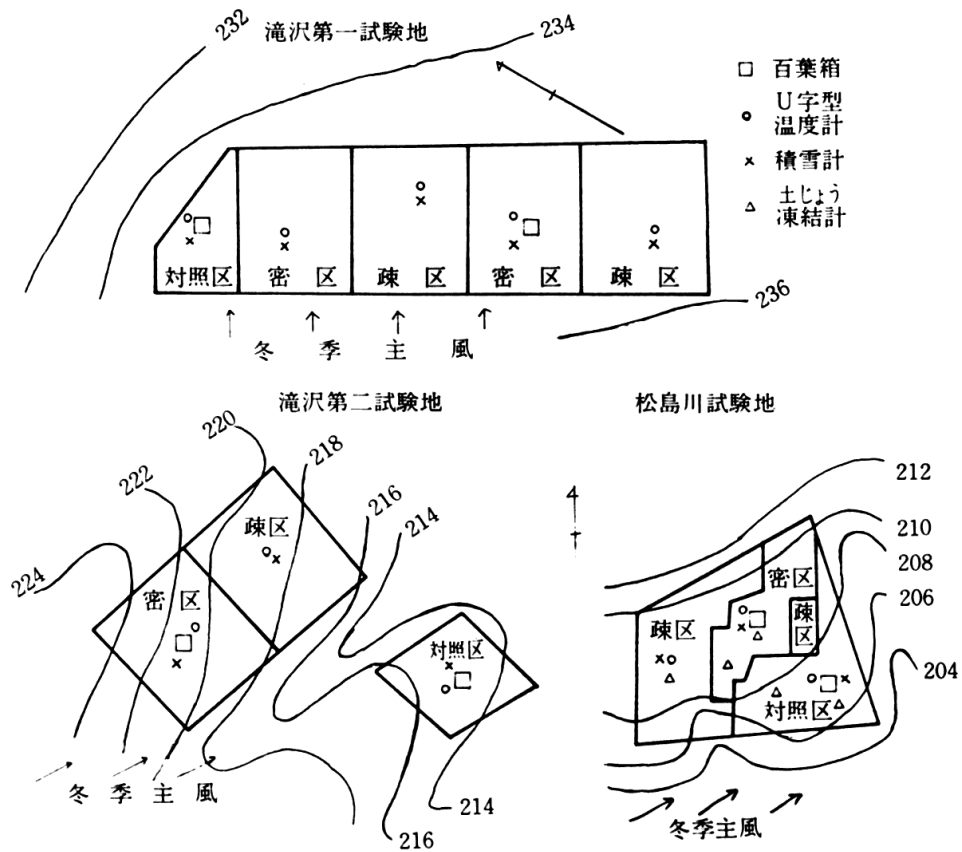 滝沢第一試験地
232
234
□ 百葉箱
○ U字型温度計
× 積雪計
△ 土じょう凍結計
対照区 密区 疎区 密区 疎区
236
冬季主風
滝沢第二試験地
220
218
222
216
214
224
疎区
密区
対照区
冬季主風
214
216
松島川試験地
212
210
208
206
204
密区
疎区
疎区
対照区
冬季主風